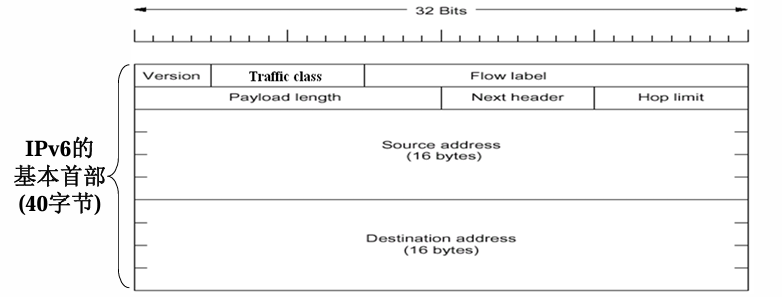 32 Bits
Version Traffic class Flow label
Payload length Next header Hop limit
IPv6的
基本首部
(40字节)
Source address
(16 bytes)
Destination address
(16 bytes)